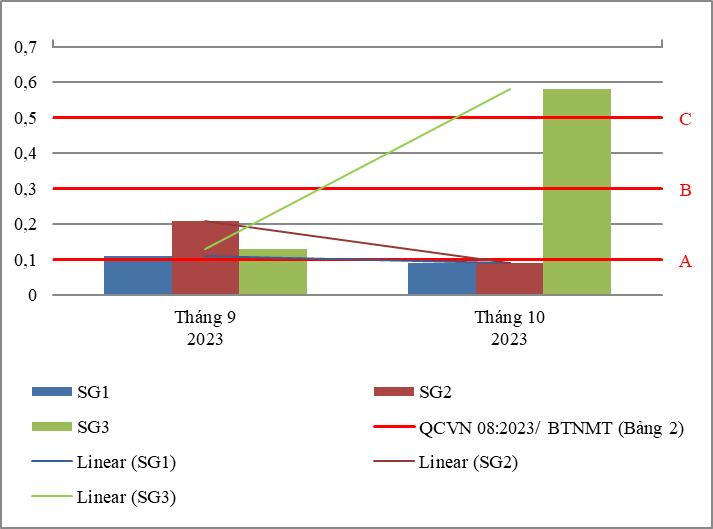 0,7
0,6
0,5
C
0,4
0,3
B
0,2
0,1
A
0
Tháng 9
2023
Tháng 10
2023
SG1
SG2
SG3
QCVN 08:2023/ BTNMT (Bảng 2)
Linear (SG1)
Linear (SG2)
Linear (SG3)